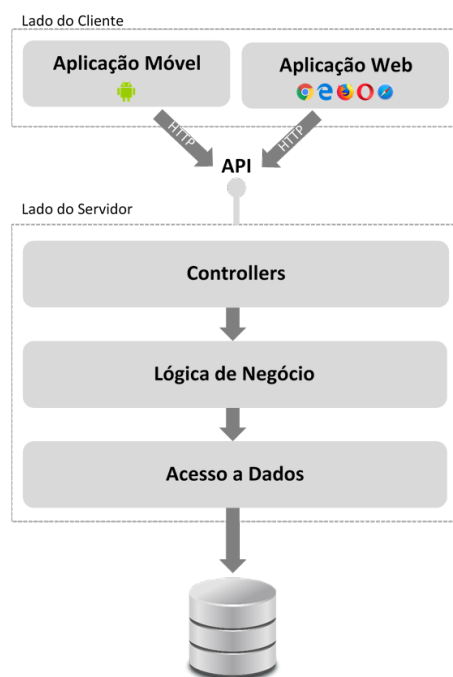 Lado do Cliente
Aplicação Móvel
Aplicação Web
HTTP
HTTP
API
Lado do Servidor
Controllers
Lógica de Negócio
Acesso a Dados